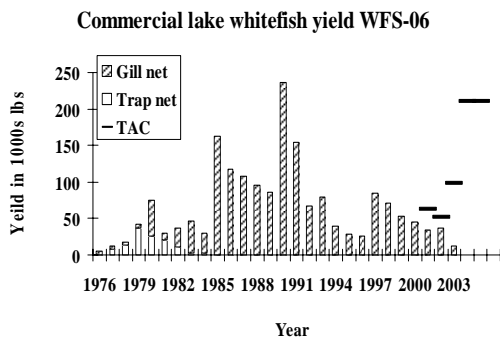 Commercial lake whitefish yield WFS-06
Yeild in 1000s lbs
250
200
150
100
50
0
Gill net
Trap net
TAC
1976 1979 1982 1985 1988 1991 1994 1997 2000 2003
Year